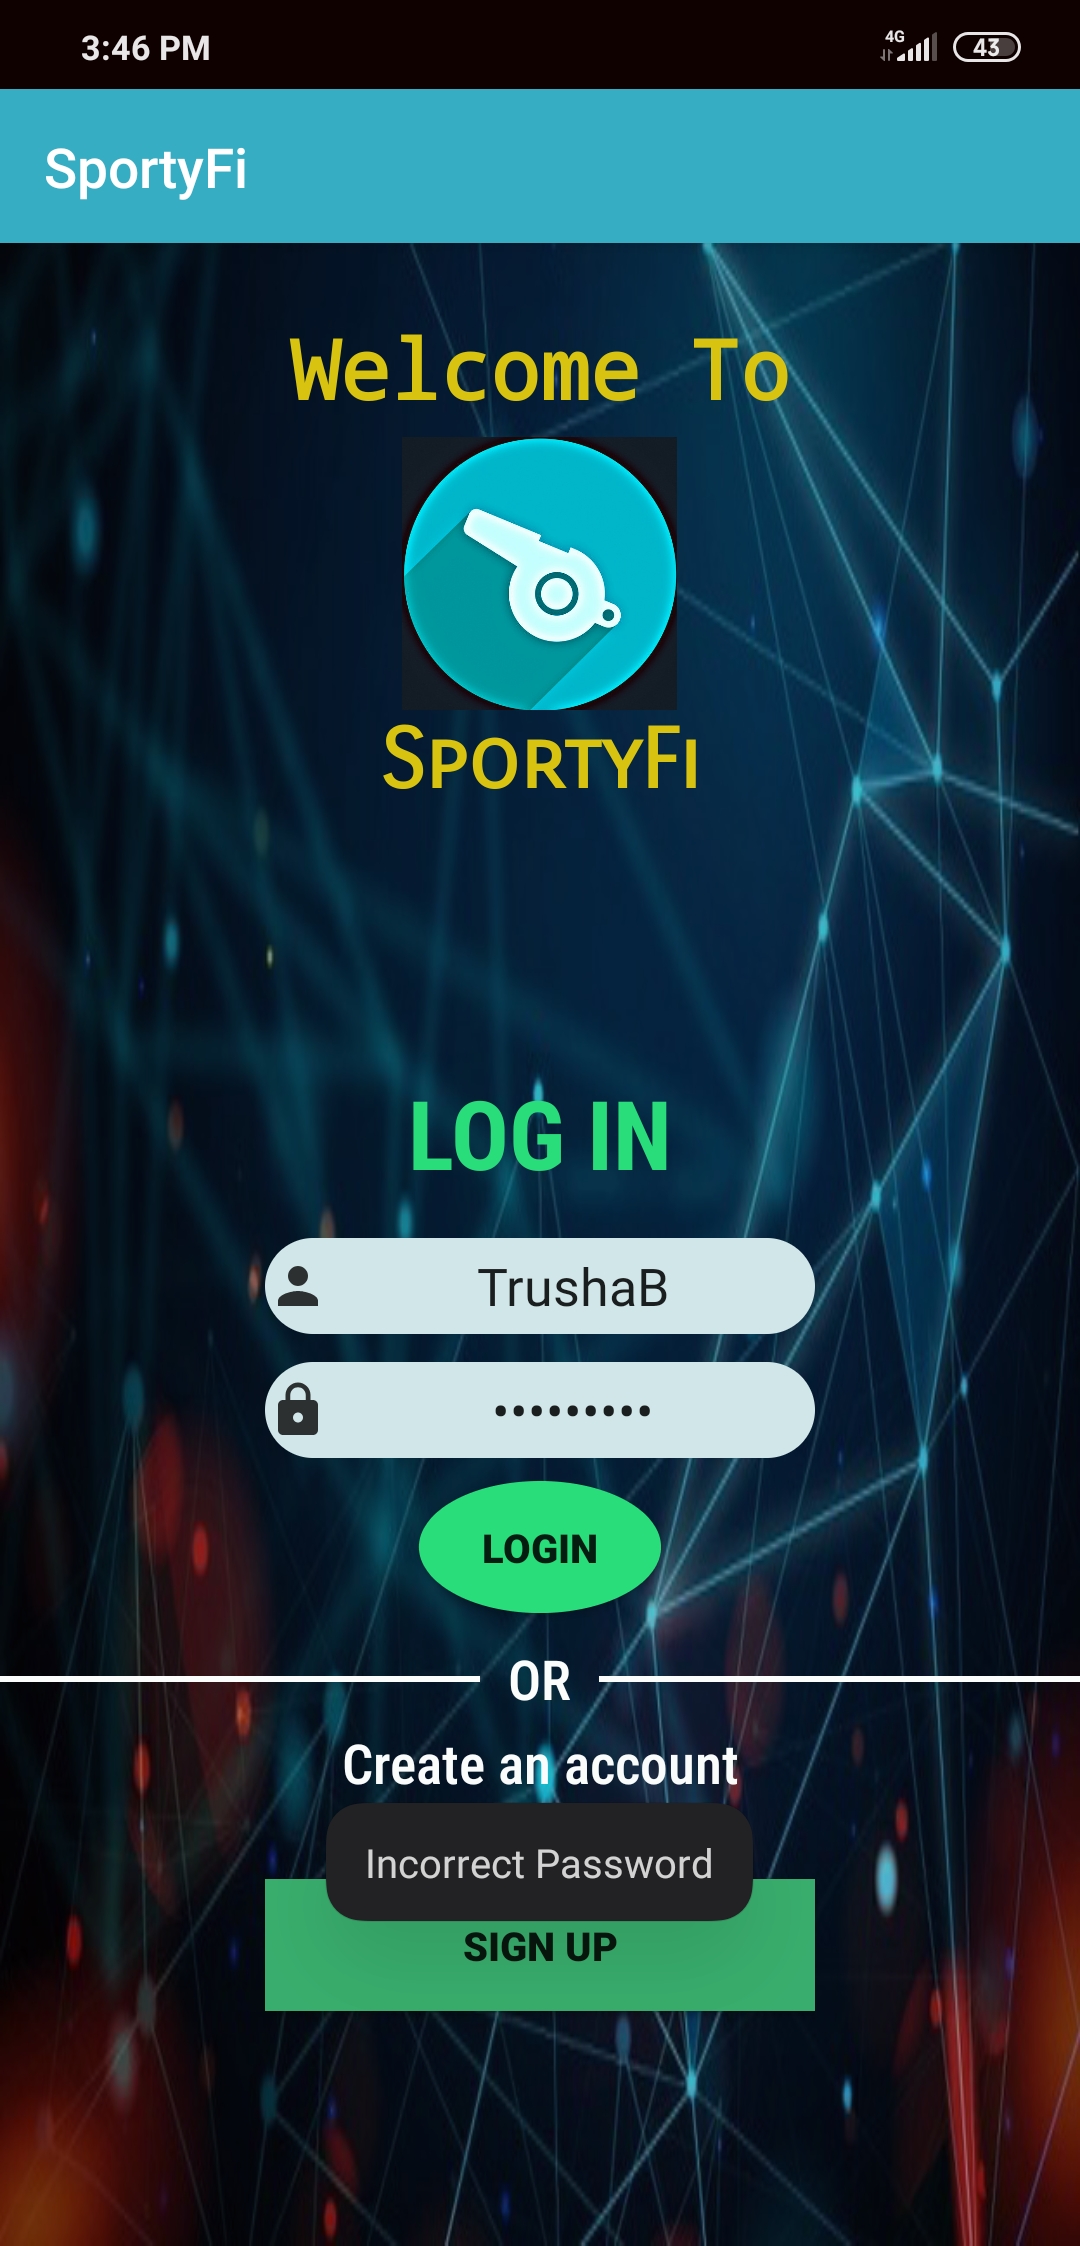 3:46 PM
4G
43
SportyFi
Welcome To
SportyFi
LOG IN
TrushaB
•••••••••
LOGIN
OR
Create an account
Incorrect Password
SIGN UP